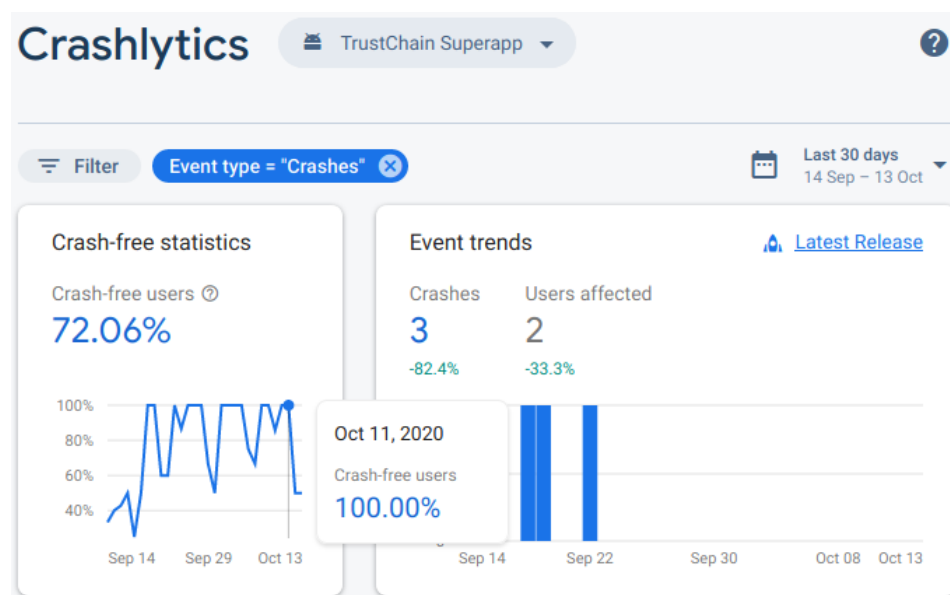 Crashlytics
TrustChain Superapp
Filter
Event type = "Crashes"
Last 30 days
14 Sep – 13 Oct
Crash-free statistics
Crash-free users
72.06%
100%
80%
60%
40%
Sep 14 Sep 29 Oct 13
Event trends
Latest Release
Crashes Users affected
3 2
-82.4% -33.3%
Oct 11, 2020
Crash-free users
100.00%
Sep 14 Sep 22 Sep 30 Oct 08 Oct 13